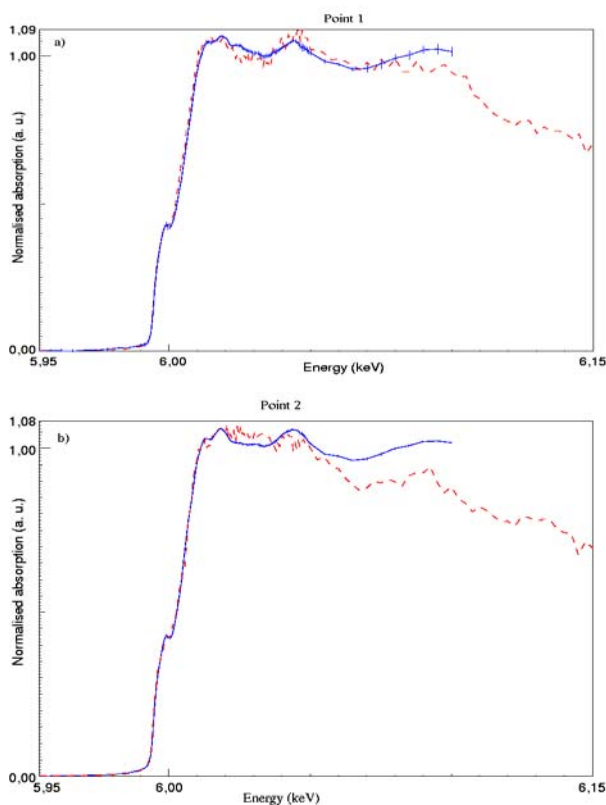 Point 1
1,09
a)
1,00
Normalised absorption (a. u.)
0,00
5,95
6,00
Energy (keV)
6,15
Point 2
1,08
b)
1,00
Normalised absorption (a. u.)
0,00
5,95
6,00
Energy (keV)
6,15